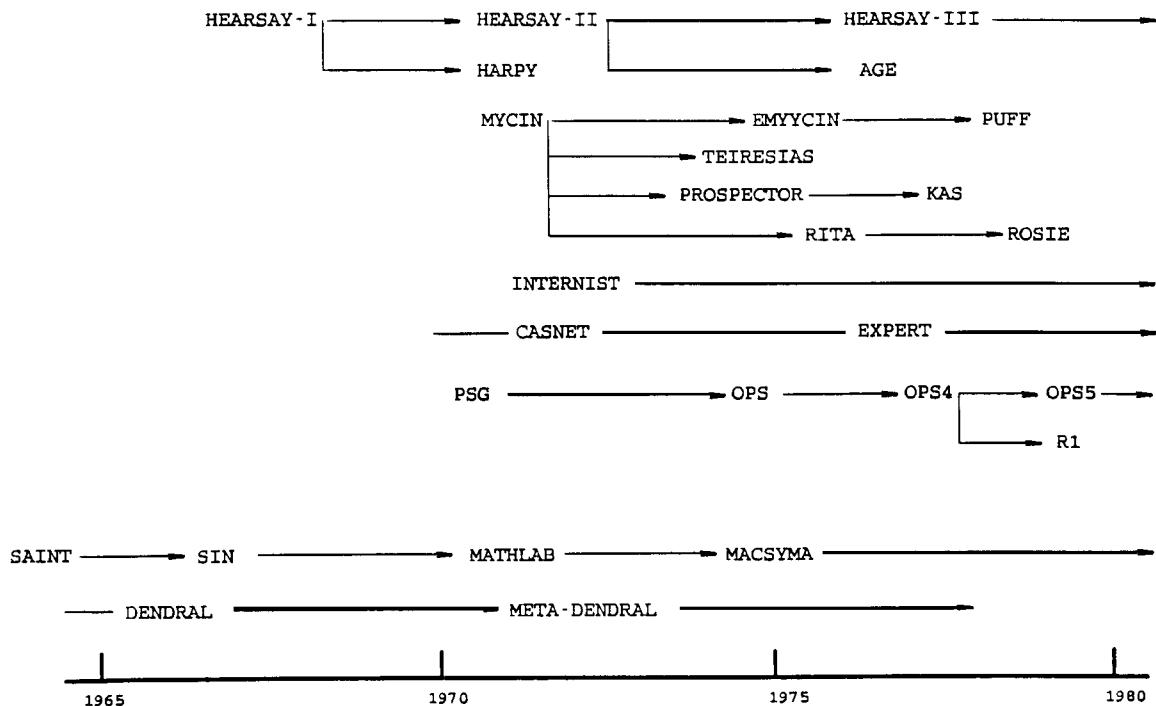 HEARSAY-I HEARSAY-II HEARSAY-III
HARPY AGE
MYCIN EMYYCIN PUFF
TEIRESIAS
PROSPECTOR KAS
RITA ROSIE
INTERNIST
CASNET EXPERT
PSG OPS OPS4 OPS5
R1
SAINT SIN MATHLAB MACSYMA
DENDRAL META-DENDRAL
1965 1970 1975 1980